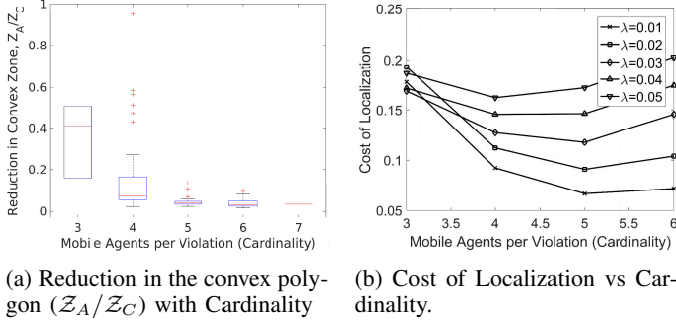 1
0.8
0.6
0.4
0.2
0
Reduction in Convex Zone, Z_A/Z_C
3 4 5 6 7
Mobile Agents per Violation (Cardinality)
(a) Reduction in the convex poly-
gon (Z_A/Z_C) with Cardinality
0.25
0.2
0.15
0.1
0.05
Cost of Localization
λ=0.01
λ=0.02
λ=0.03
λ=0.04
λ=0.05
3 3.5 4 4.5 5 5.5 6
Mobile Agents per Violation (Cardinality)
(b) Cost of Localization vs Car-
dinality.